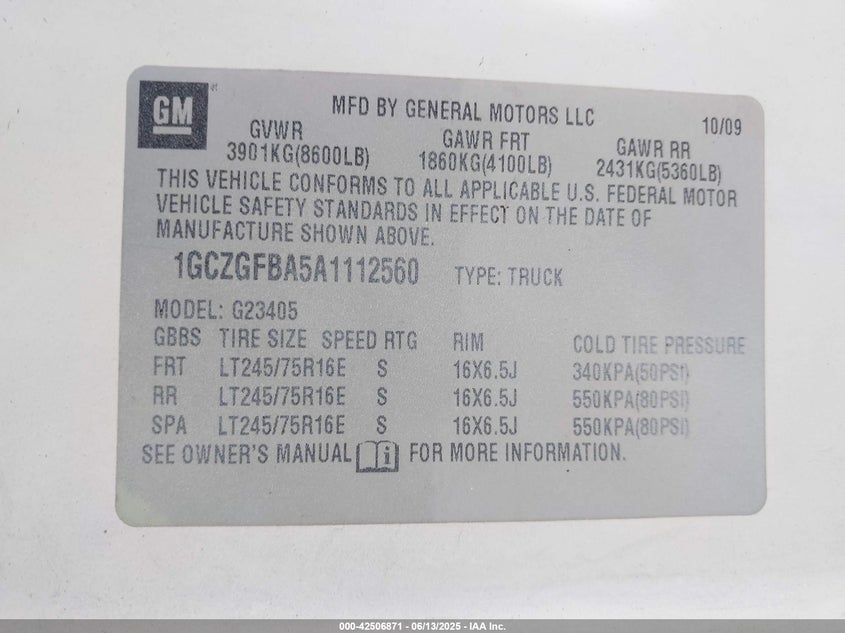 GM
MFD BY GENERAL MOTORS LLC 10/09
GVWR GAWR FRT GAWR RR
3901KG(8600LB) 1860KG(4100LB) 2431KG(5360LB)
THIS VEHICLE CONFORMS TO ALL APPLICABLE U.S. FEDERAL MOTOR
VEHICLE SAFETY STANDARDS IN EFFECT ON THE DATE OF
MANUFACTURE SHOWN ABOVE.
1GCZGFBA5A1112560 TYPE: TRUCK
MODEL: G23405
GBBS TIRE SIZE SPEED RTG RIM COLD TIRE PRESSURE
FRT LT245/75R16E S 16X6.5J 340KPA(50PSI)
RR LT245/75R16E S 16X6.5J 550KPA(80PSI)
SPA LT245/75R16E S 16X6.5J 550KPA(80PSI)
SEE OWNER'S MANUAL i FOR MORE INFORMATION.
000-42506871 - 06/13/2025 - IAA Inc.